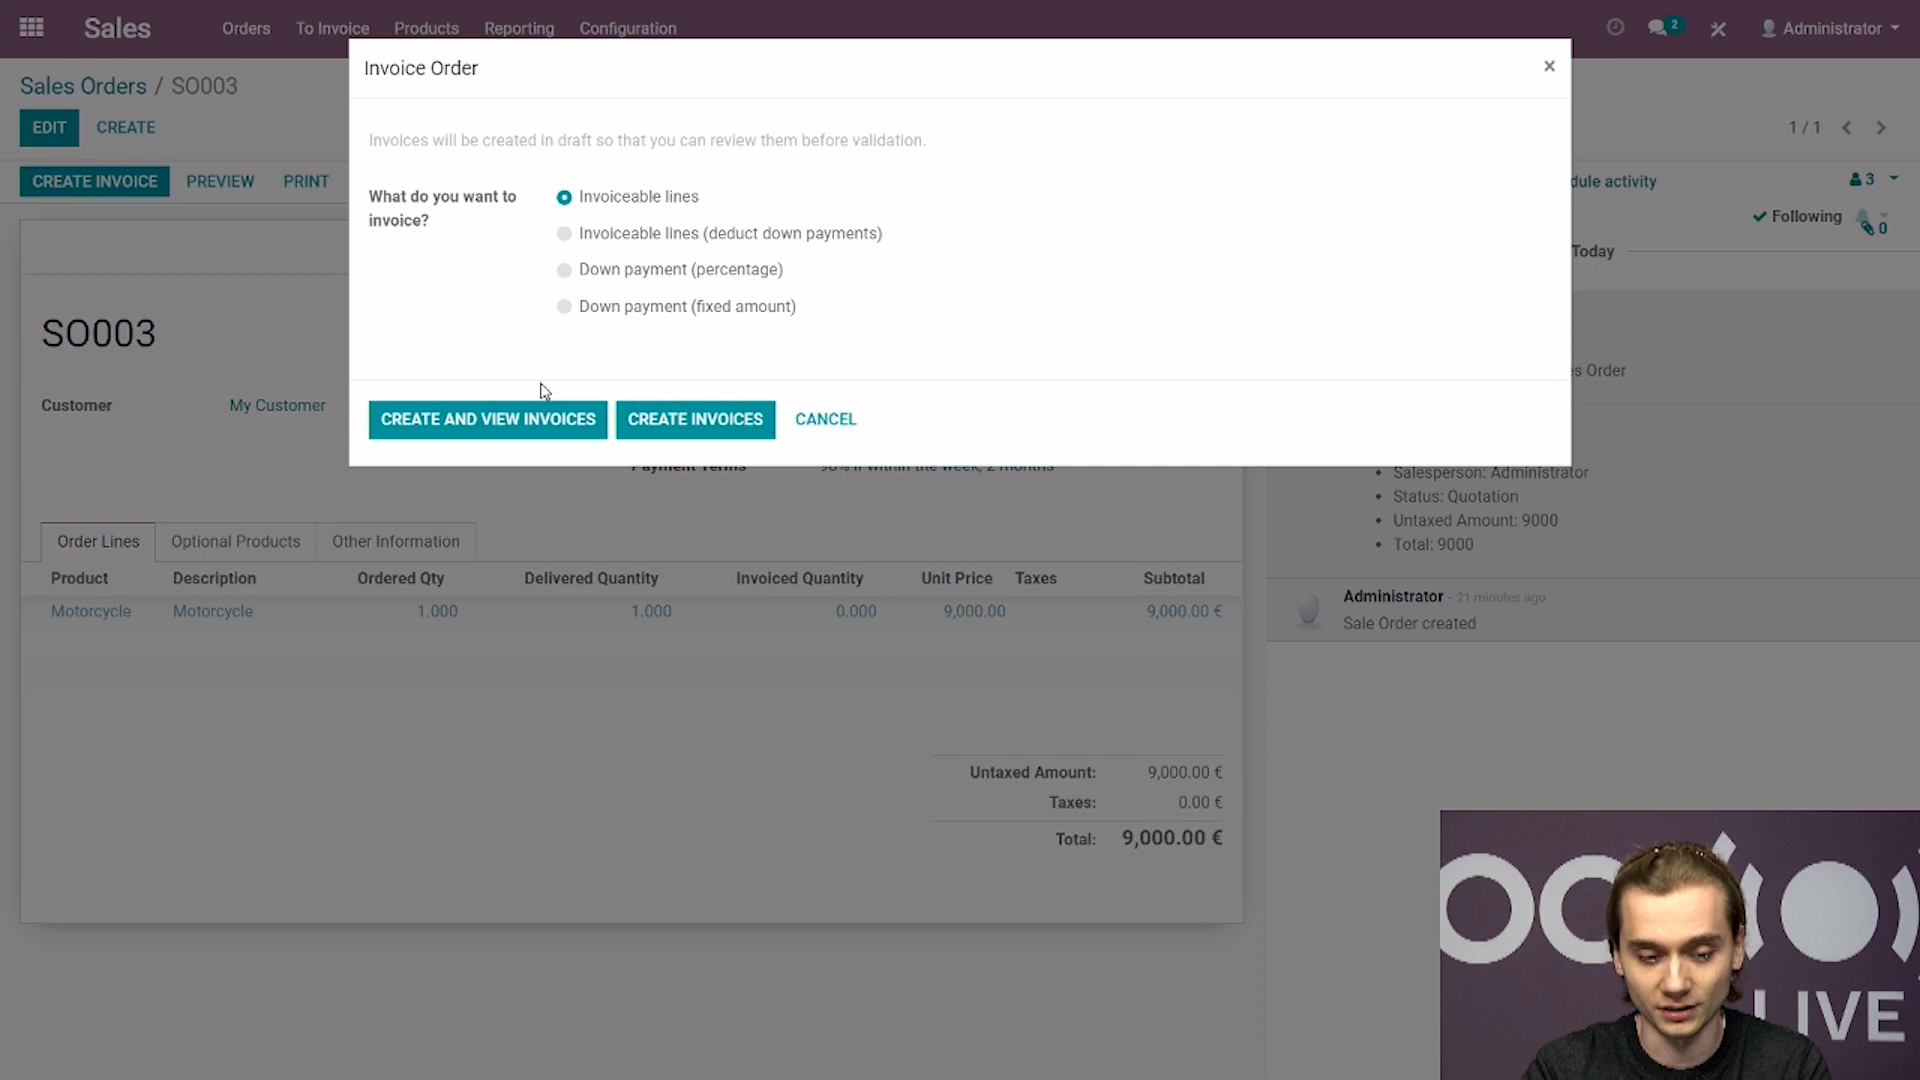 Sales
Orders
To Invoice
Products
Reporting
Configuration
2
Administrator
Sales Orders / SO003
EDIT
CREATE
1 / 1
CREATE INVOICE
PREVIEW
PRINT
dule activity
3
Following
0
Today
Invoice Order
×
Invoices will be created in draft so that you can review them before validation.
What do you want to
invoice?
Invoiceable lines
Invoiceable lines (deduct down payments)
Down payment (percentage)
Down payment (fixed amount)
CREATE AND VIEW INVOICES
CREATE INVOICES
CANCEL
SO003
Customer
My Customer
Payment Terms
90% if within the week, 2 months
es Order
• Salesperson: Administrator
• Status: Quotation
• Untaxed Amount: 9000
• Total: 9000
Administrator - 21 minutes ago
Sale Order created
Order Lines
Optional Products
Other Information
Product Description Ordered Qty Delivered Quantity Invoiced Quantity Unit Price Taxes Subtotal
Motorcycle Motorcycle 1.000 1.000 0.000 9,000.00 9,000.00 €
Untaxed Amount: 9,000.00 €
Taxes: 0.00 €
Total: 9,000.00 €
LIVE